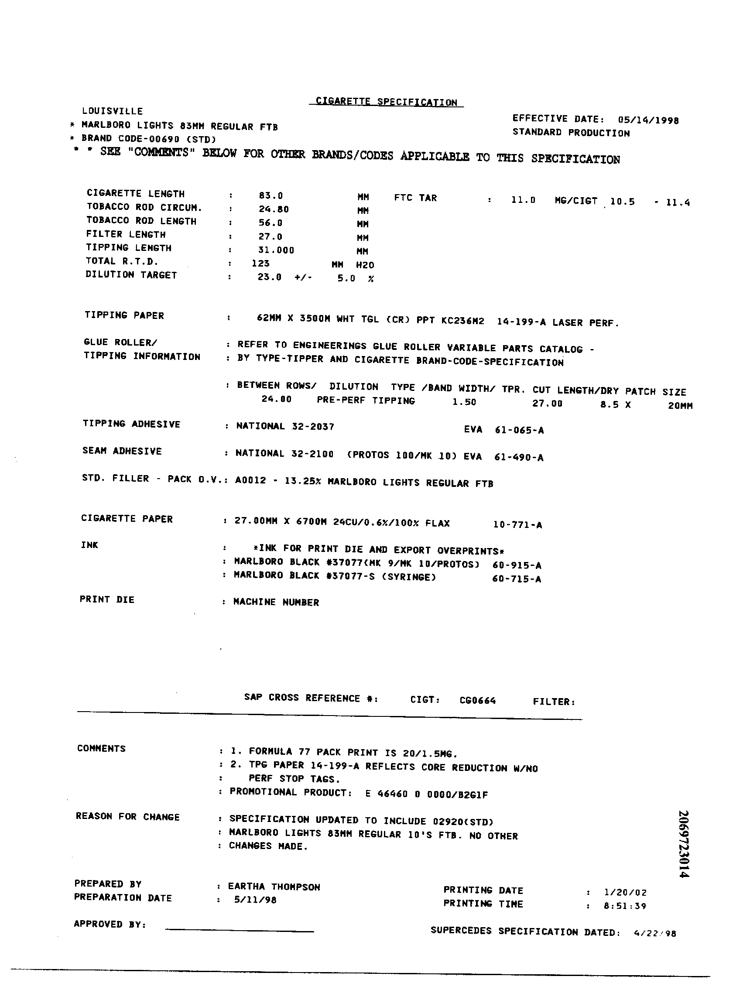 CIGARETTE SPECIFICATION
LOUISVILLE
EFFECTIVE DATE: 05/14/1998
* MARLBORO LIGHTS 83MM REGULAR FTB
STANDARD PRODUCTION
* BRAND CODE-00690 (STD)
* * SEE "COMMENTS" BELOW FOR OTHER BRANDS/CODES APPLICABLE TO THIS SPECIFICATION
CIGARETTE LENGTH : 83.0 MM FTC TAR : 11.0 MG/CIGT 10.5 - 11.4
TOBACCO ROD CIRCUM. : 24.80 MM
TOBACCO ROD LENGTH : 56.0 MM
FILTER LENGTH : 27.0 MM
TIPPING LENGTH : 31.000 MM
TOTAL R.T.D. : 123 MM H2O
DILUTION TARGET : 23.0 +/- 5.0 %
TIPPING PAPER : 62MM X 3500M WHT TGL (CR) PPT KC236M2 14-199-A LASER PERF.
GLUE ROLLER/ : REFER TO ENGINEERINGS GLUE ROLLER VARIABLE PARTS CATALOG -
TIPPING INFORMATION : BY TYPE-TIPPER AND CIGARETTE BRAND-CODE-SPECIFICATION
: BETWEEN ROWS/ DILUTION TYPE /BAND WIDTH/ TPR. CUT LENGTH/DRY PATCH SIZE
24.00 PRE-PERF TIPPING 1.50 27.00 8.5 X 20MM
TIPPING ADHESIVE : NATIONAL 32-2037 EVA 61-065-A
SEAM ADHESIVE : NATIONAL 32-2100 (PROTOS 100/MK 10) EVA 61-490-A
STD. FILLER - PACK O.V.: A0012 - 13.25% MARLBORO LIGHTS REGULAR FTB
CIGARETTE PAPER : 27.00MM X 6700M 24CU/0.6%/100% FLAX 10-771-A
INK : *INK FOR PRINT DIE AND EXPORT OVERPRINTS*
: MARLBORO BLACK #37077(MK 9/MK 10/PROTOS) 60-915-A
: MARLBORO BLACK #37077-S (SYRINGE) 60-715-A
PRINT DIE : MACHINE NUMBER
SAP CROSS REFERENCE #: CIGT: CG0664 FILTER:
COMMENTS : 1. FORMULA 77 PACK PRINT IS 20/1.5MG.
: 2. TPG PAPER 14-199-A REFLECTS CORE REDUCTION W/NO
: PERF STOP TAGS.
: PROMOTIONAL PRODUCT: E 46460 0 0000/B2G1F
REASON FOR CHANGE : SPECIFICATION UPDATED TO INCLUDE 02920(STD)
: MARLBORO LIGHTS 83MM REGULAR 10'S FTB. NO OTHER
: CHANGES MADE.
20697723014
PREPARED BY : EARTHA THOMPSON PRINTING DATE : 1/20/02
PREPARATION DATE : 5/11/98 PRINTING TIME : 8:51:39
APPROVED BY:
SUPERCEDES SPECIFICATION DATED: 4/22/98